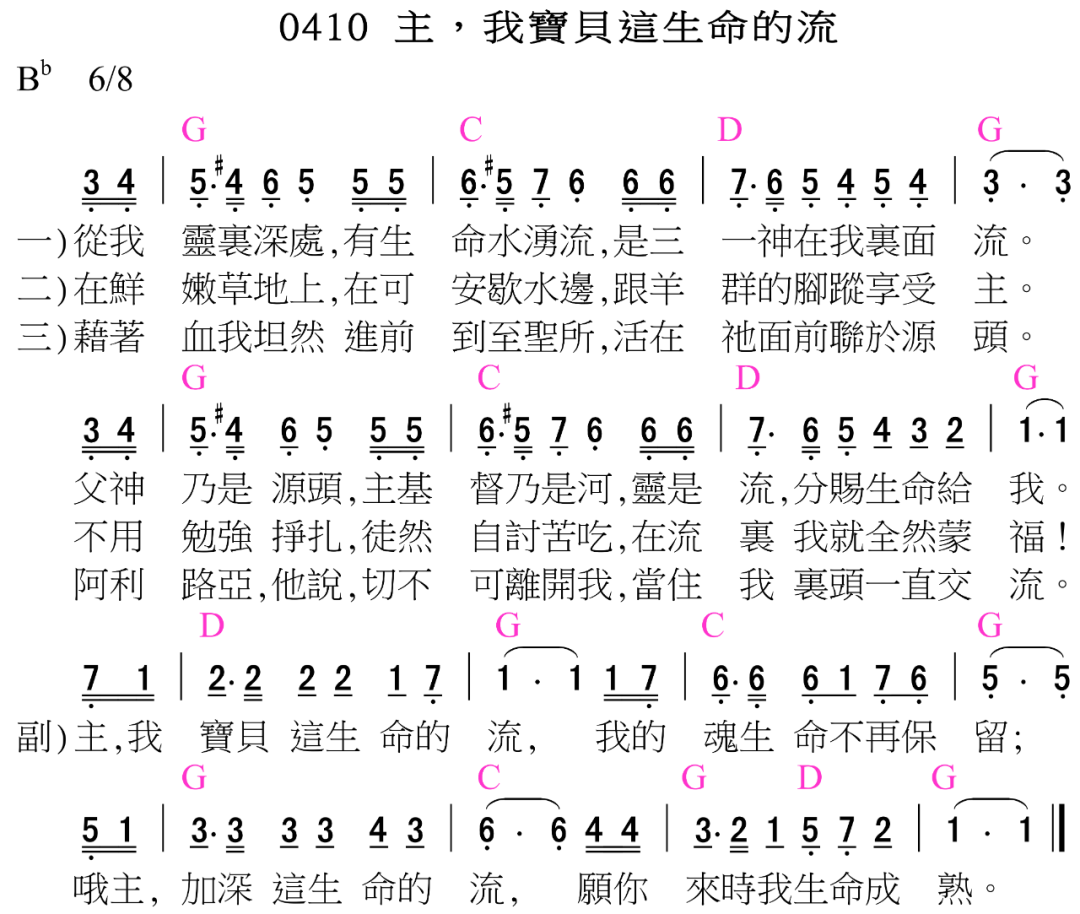 0410 主，我寶貝這生命的流
B♭ 6/8
G C D G
3 4 | 5·#4 6 5 5 5 | 6·#5 7 6 6 6 | 7·6 5 4 5 4 | 3 · 3
一)從我 靈裏深處,有生 命水湧流,是三 一神在我裏面 流。
二)在鮮 嫩草地上,在可 安歇水邊,跟羊 群的腳蹤享受 主。
三)藉著 血我坦然 進前 到至聖所,活在 祂面前聯於源 頭。
G C D G
3 4 | 5·#4 6 5 5 5 | 6·#5 7 6 6 6 | 7· 6 5 4 3 2 | 1·1
父神 乃是 源頭,主基 督乃是河,靈是 流,分賜生命給 我。
不用 勉強 掙扎,徒然 自討苦吃,在流 裏 我就全然蒙 福！
阿利 路亞,他說,切不 可離開我,當住 我 裏頭一直交 流。
D G C G
7 1 | 2·2 2 2 1 7 | 1 · 1 1 7 | 6·6 6 1 7 6 | 5 · 5
副)主,我 寶貝 這生 命的 流, 我的 魂生 命不再保 留;
G C G D G
5 1 | 3·3 3 3 4 3 | 6 · 6 4 4 | 3·2 1 5 7 2 | 1 · 1 ‖
哦主, 加深 這生 命的 流, 願你 來時我生命成 熟。